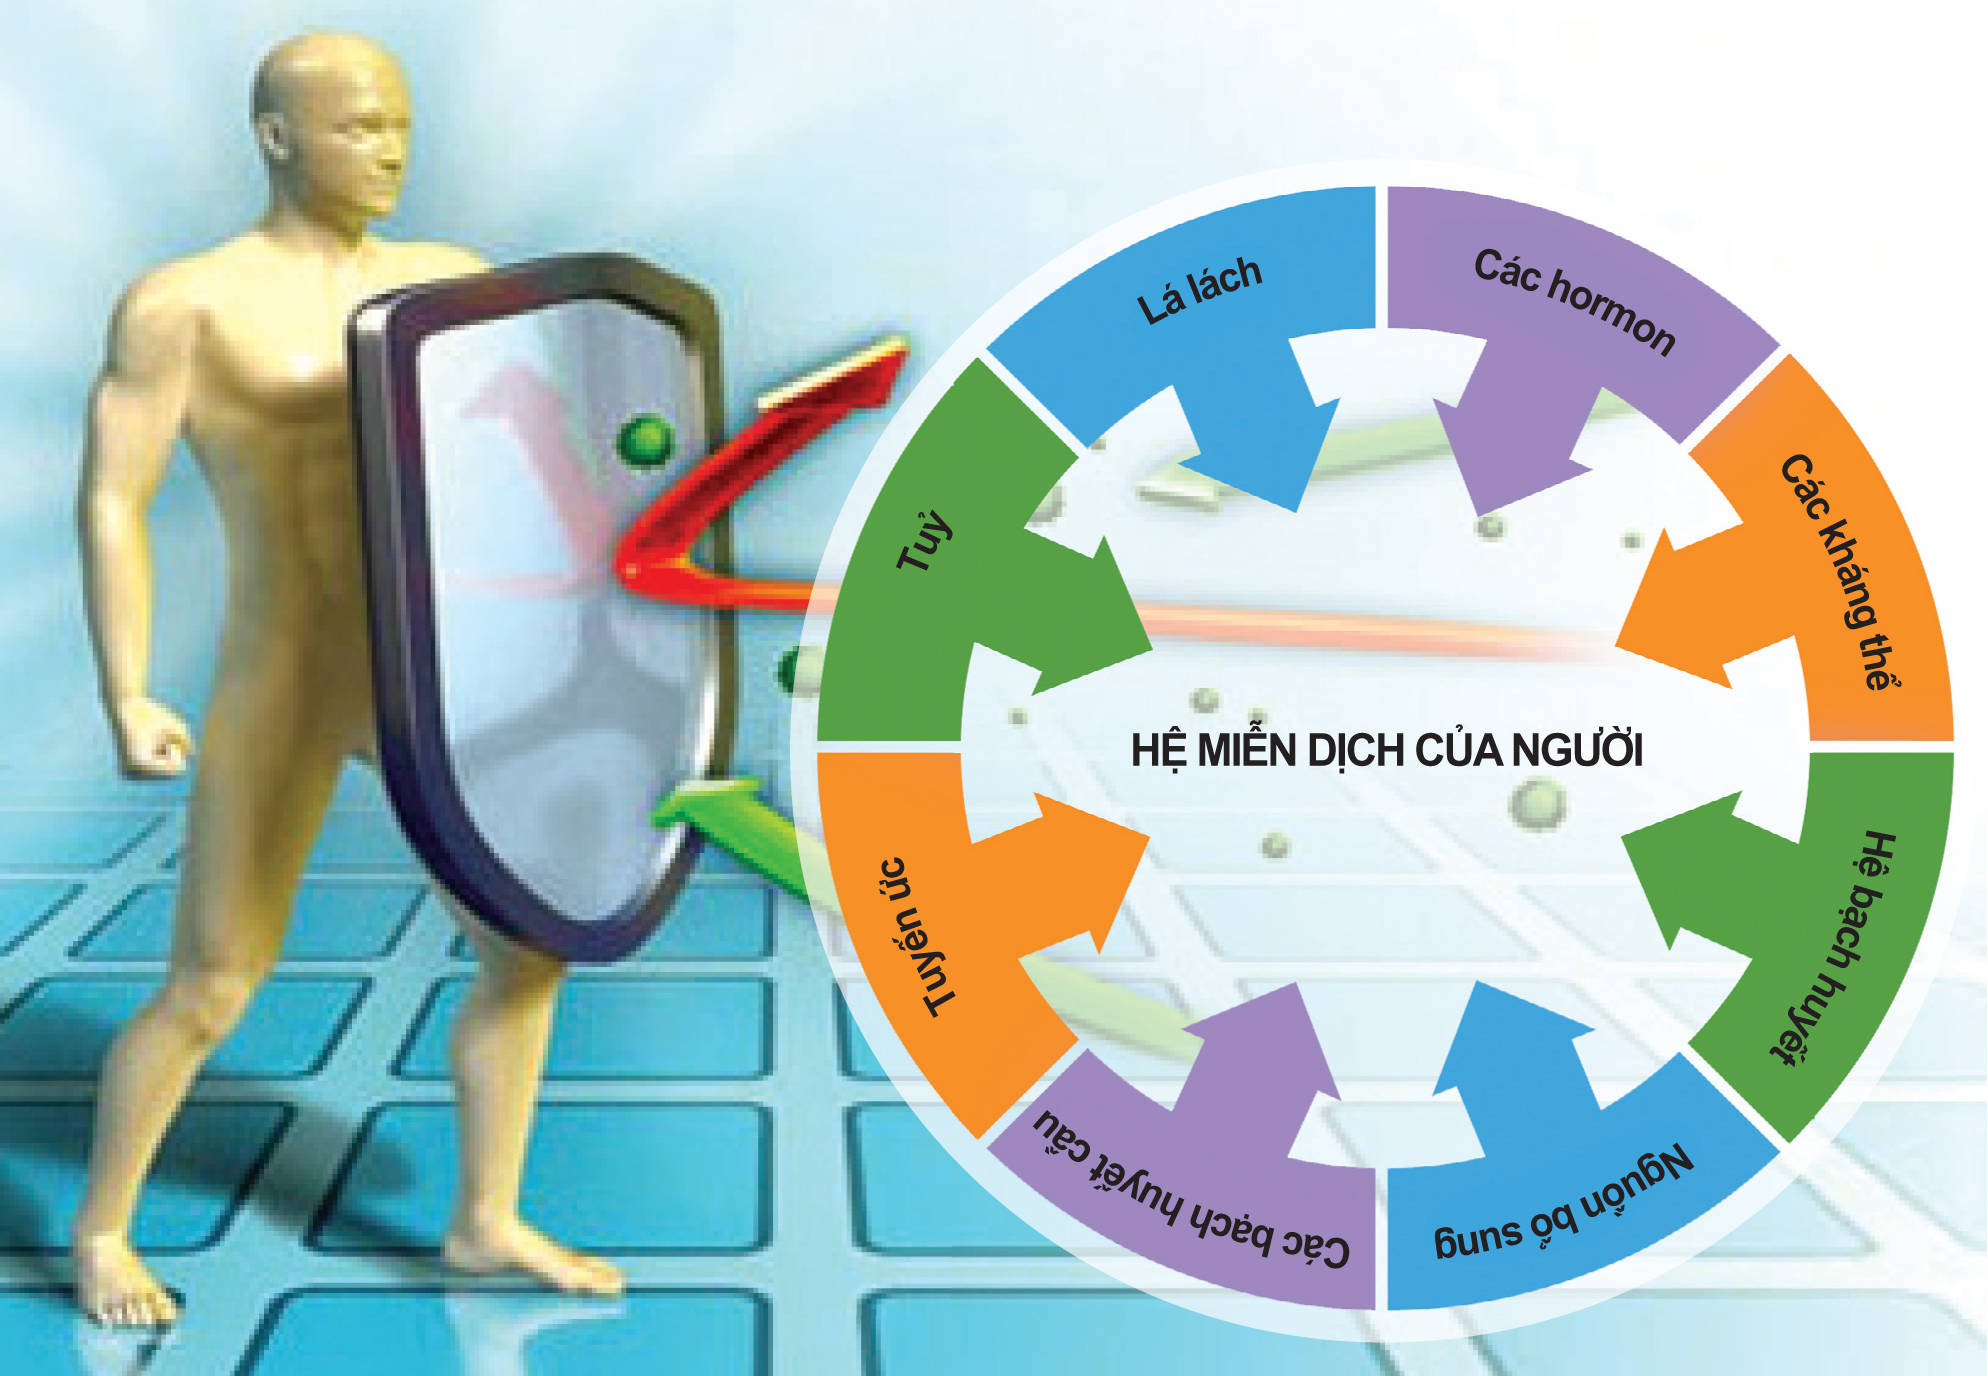 Lá lách
Các hormon
Các kháng thể
Hệ bạch huyết
Nguồn bổ sung
Các bạch huyết cầu
Tuyến ức
Tuỷ
HỆ MIỄN DỊCH CỦA NGƯỜI